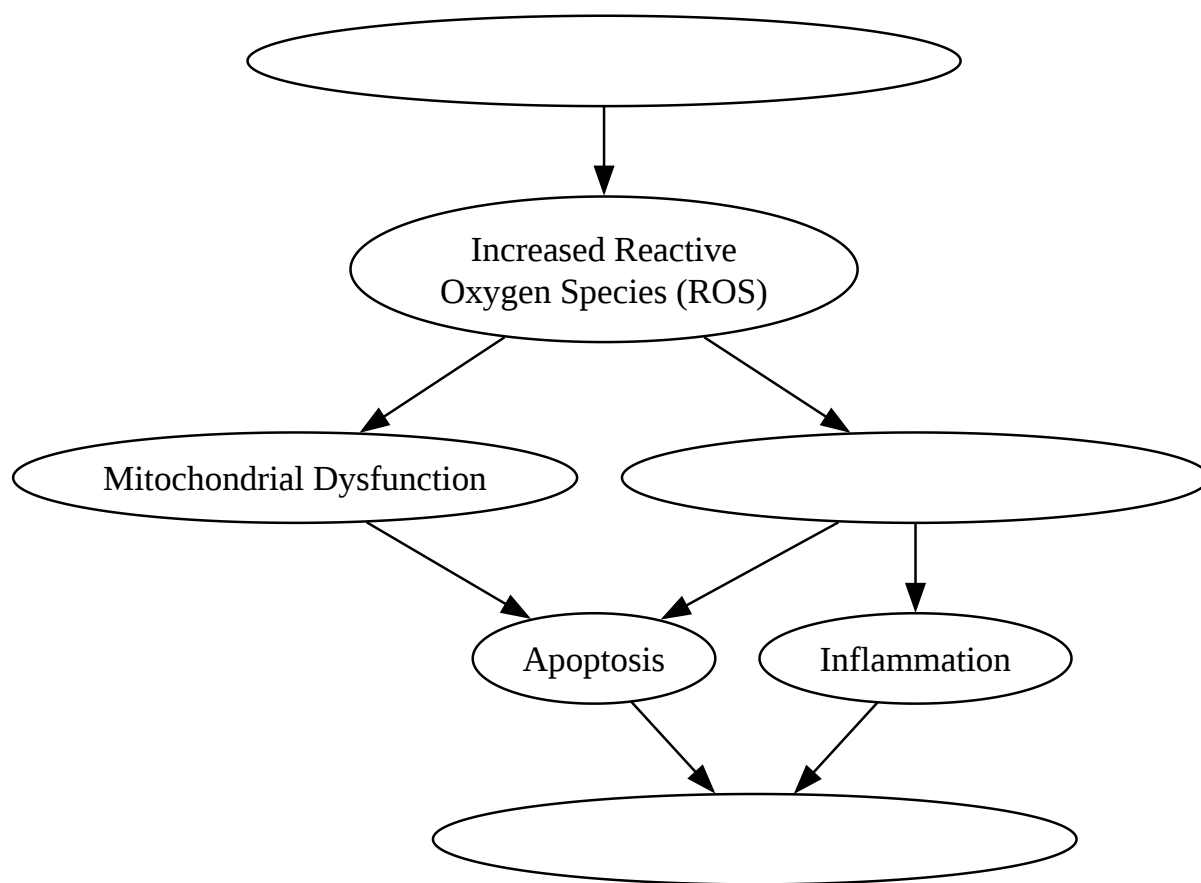 Increased Reactive
Oxygen Species (ROS)
Mitochondrial Dysfunction
Apoptosis
Inflammation